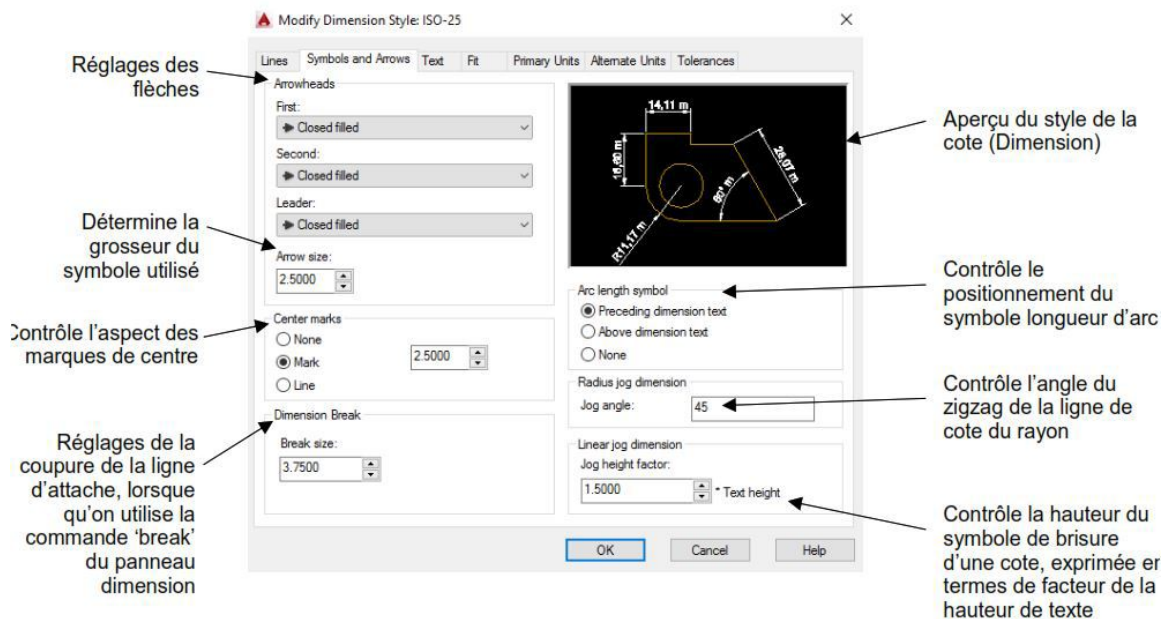 Modify Dimension Style: ISO-25
Lines Symbols and Arrows Text Fit Primary Units Alternate Units Tolerances
Réglages des
flèches
Arrowheads
First:
Closed filled
Second:
Closed filled
Leader:
Closed filled
Détermine la
grosseur du
symbole utilisé
Arrow size:
2.5000
Contrôle l'aspect des
marques de centre
Center marks
None
Mark
2.5000
Line
Réglages de la
coupure de la ligne
d'attache, lorsque
qu'on utilise la
commande 'break'
du panneau
dimension
Dimension Break
Break size:
3.7500
14,11 m
16,60 m
28,07 m
60° m
R11,17 m
Aperçu du style de la
cote (Dimension)
Arc length symbol
Preceding dimension text
Above dimension text
None
Contrôle le
positionnement du
symbole longueur d'arc
Radius jog dimension
Jog angle: 45
Contrôle l'angle du
zigzag de la ligne de
cote du rayon
Linear jog dimension
Jog height factor:
1.5000 * Text height
Contrôle la hauteur du
symbole de brisure
d'une cote, exprimée en
termes de facteur de la
hauteur de texte
OK Cancel Help